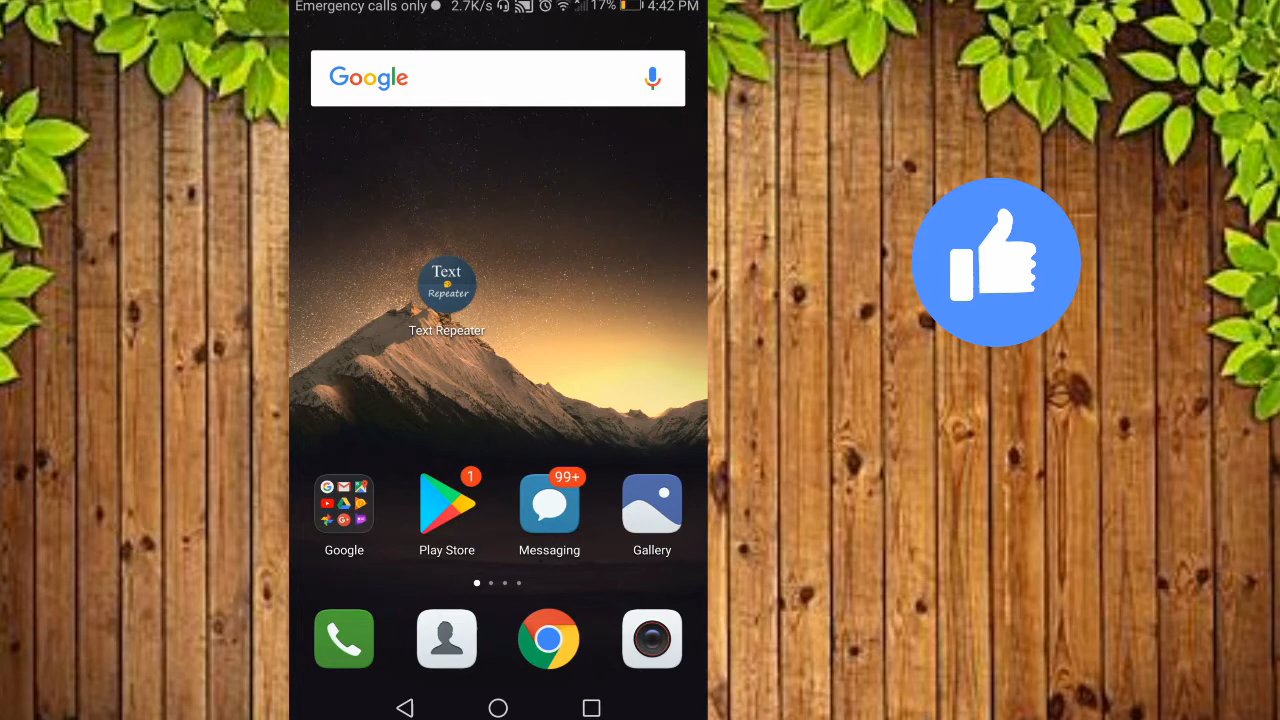 Emergency calls only 2.7K/s 17% 4:42 PM
Google
Text
Repeater
Text Repeater
1
99+
Google
Play Store
Messaging
Gallery